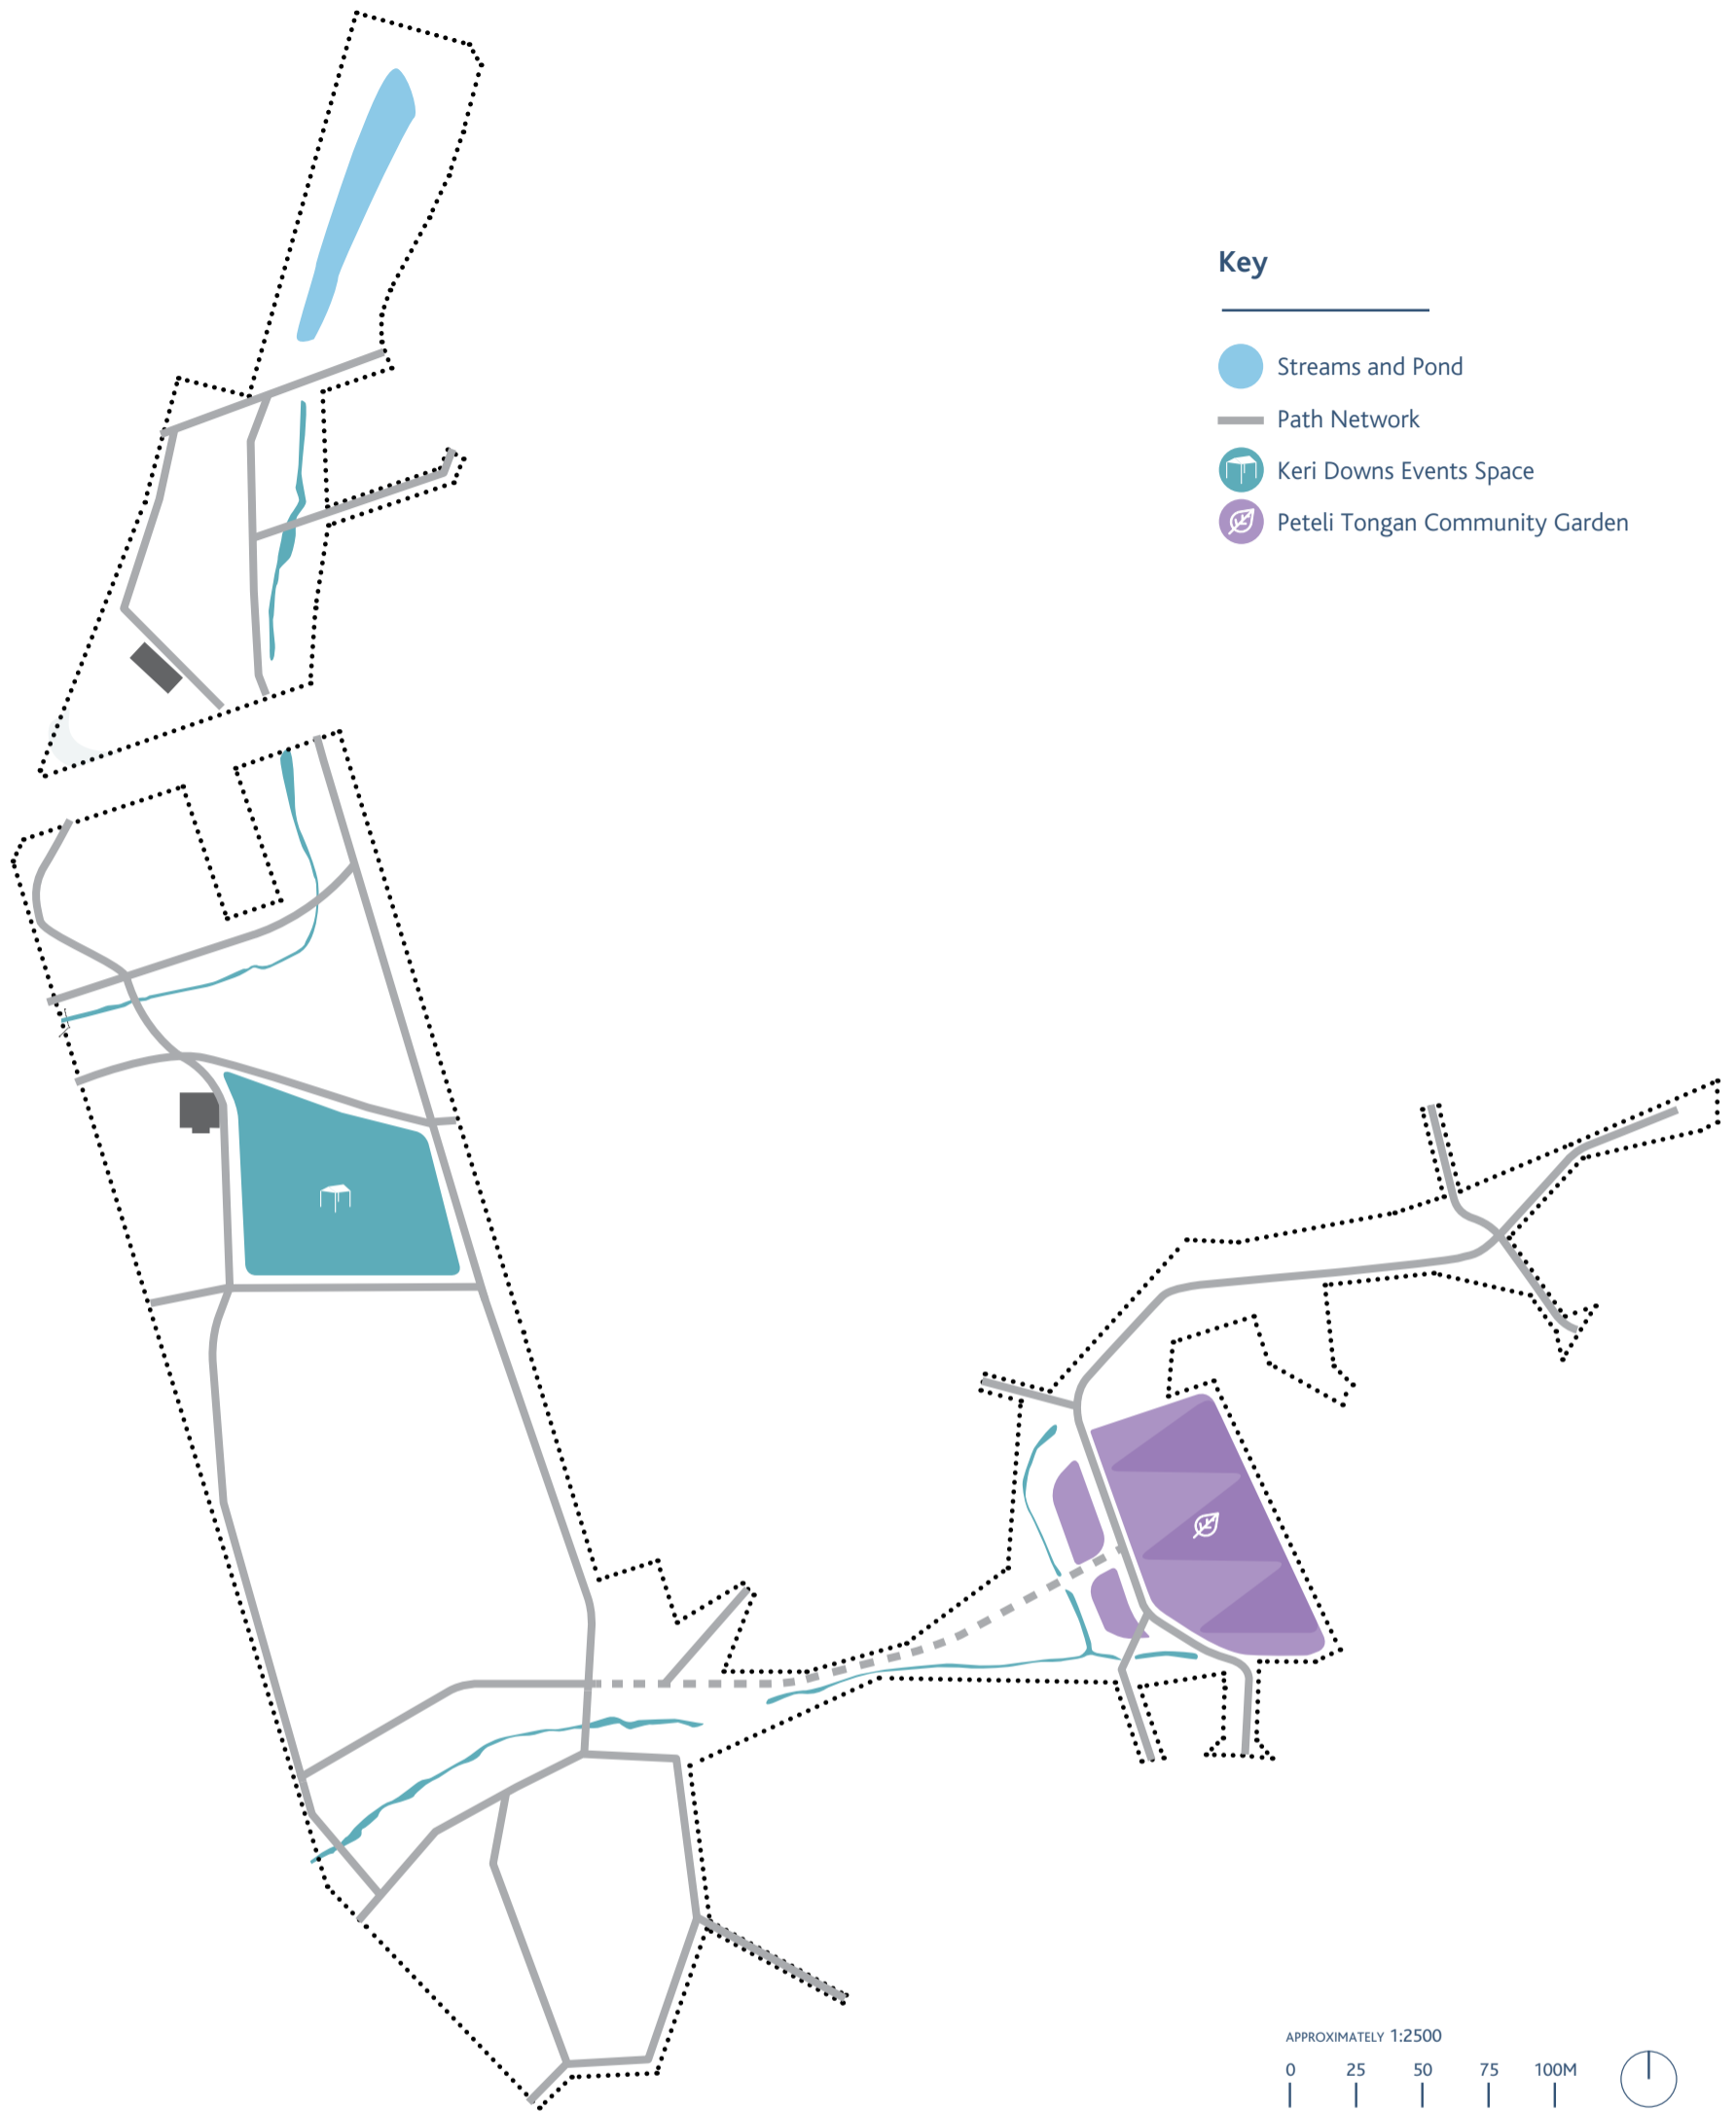 Key
Streams and Pond
Path Network
Keri Downs Events Space
Peteli Tongan Community Garden
APPROXIMATELY 1:2500
0 25 50 75 100M